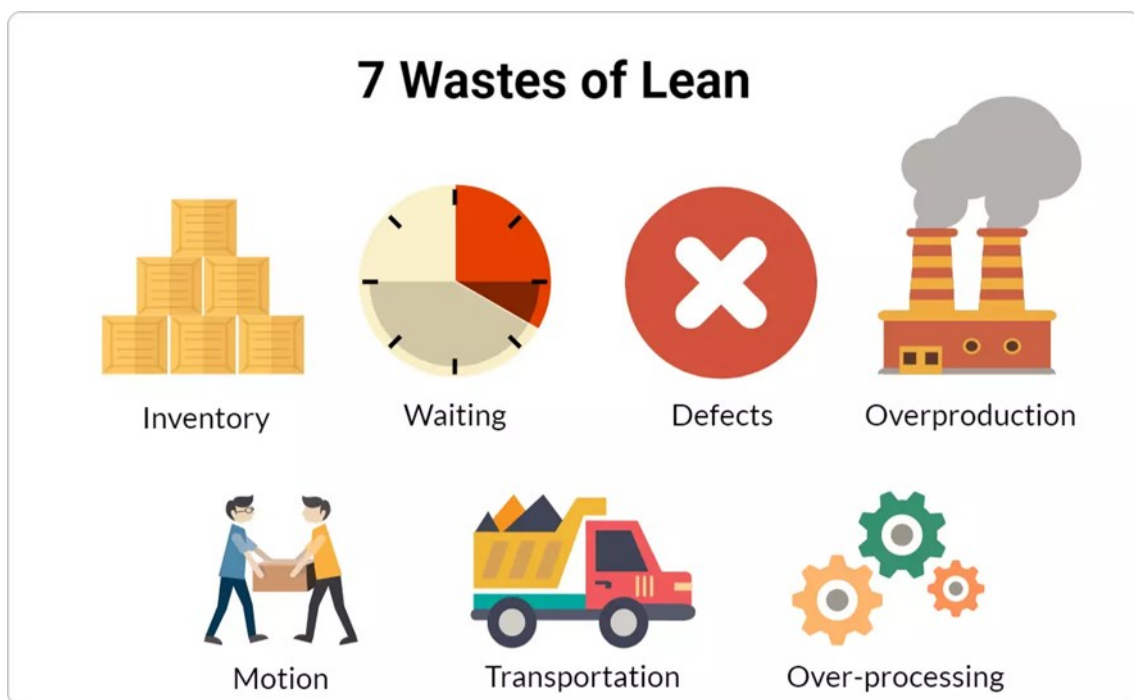 7 Wastes of Lean
Inventory
Waiting
Defects
Overproduction
Motion
Transportation
Over-processing